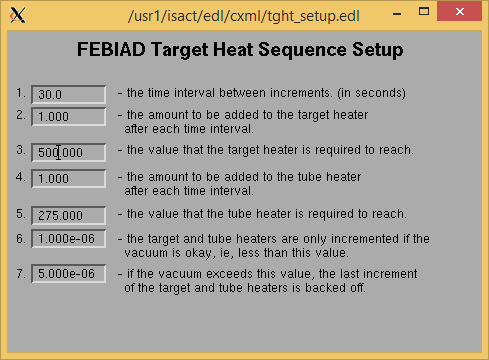 /usr1/isact/edl/cxml/tght_setup.edl
FEBIAD Target Heat Sequence Setup
1. 30.0 - the time interval between increments. (in seconds)
2. 1.000 - the amount to be added to the target heater
after each time interval.
3. 500.000 - the value that the target heater is required to reach.
4. 1.000 - the amount to be added to the tube heater
after each time interval.
5. 275.000 - the value that the tube heater is required to reach.
6. 1.000e-06 - the target and tube heaters are only incremented if the
vacuum is okay, ie, less than this value.
7. 5.000e-06 - if the vacuum exceeds this value, the last increment
of the target and tube heaters is backed off.